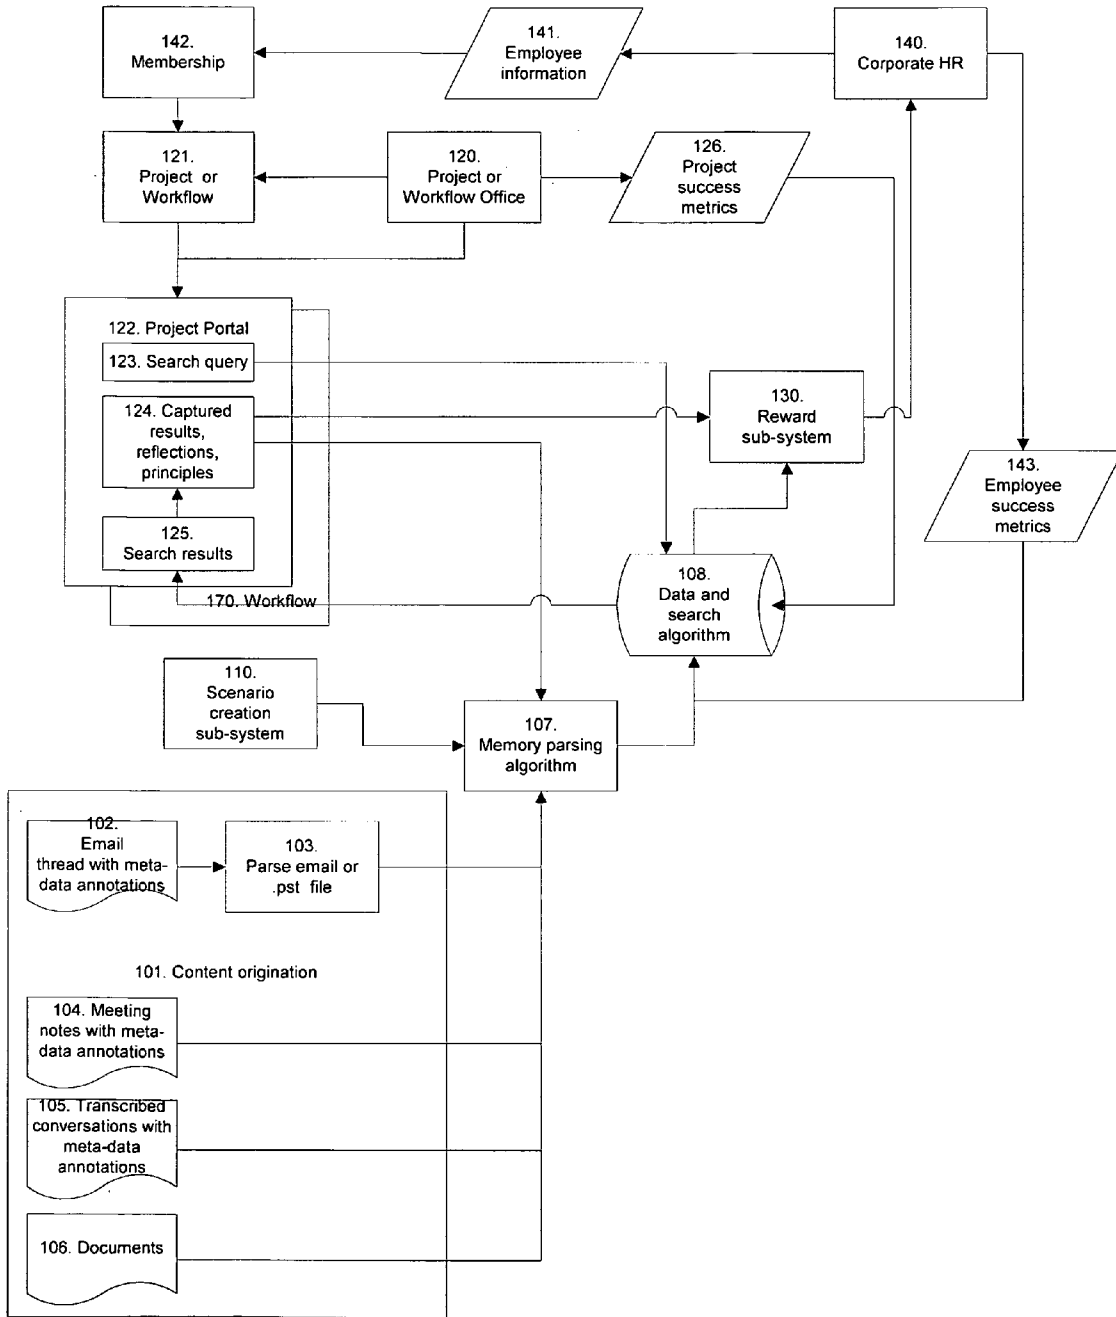 142.
Membership
141.
Employee
information
140.
Corporate HR
121.
Project or
Workflow
120.
Project or
Workflow Office
126.
Project
success
metrics
122. Project Portal
123. Search query
124. Captured
results,
reflections,
principles
125.
Search results
170. Workflow
130.
Reward
sub-system
143.
Employee
success
metrics
108.
Data and
search
algorithm
110.
Scenario
creation
sub-system
107.
Memory parsing
algorithm
102.
Email
thread with meta-
data annotations
103.
Parse email or
.pst file
101. Content origination
104. Meeting
notes with meta-
data annotations
105. Transcribed
conversations with
meta-data
annotations
106. Documents